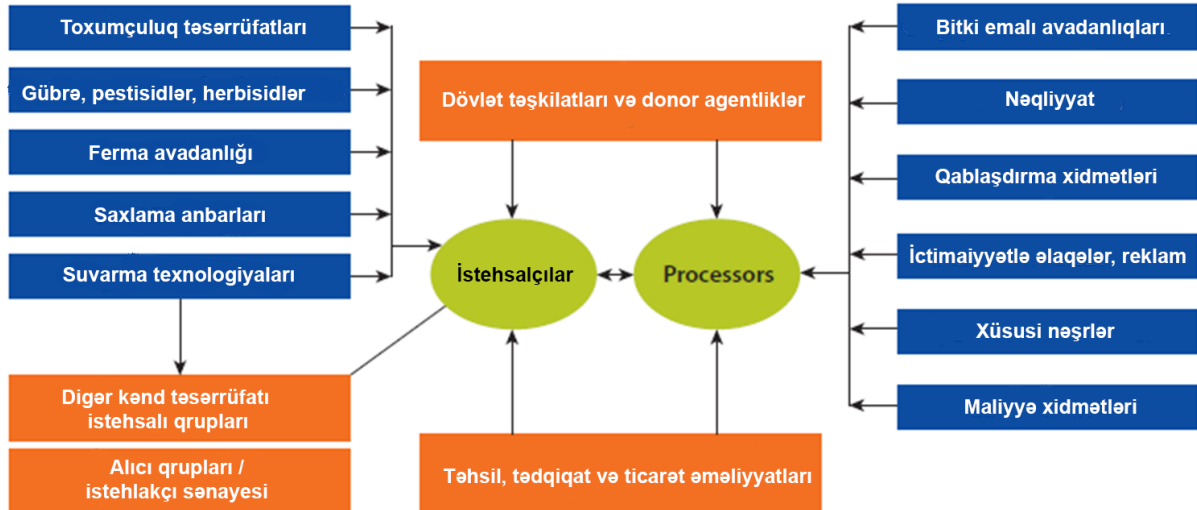 Toxumçuluq təsərrüfatları
Gübrə, pestisidlər, herbisidlər
Ferma avadanlığı
Saxlama anbarları
Suvarma texnologiyaları
Digər kənd təsərrüfatı
istehsalı qrupları
Alıcı qrupları /
istehlakçı sənayesi
Dövlət təşkilatları və donor agentliklər
İstehsalçılar
Processors
Təhsil, tədqiqat və ticarət əməliyyatları
Bitki emalı avadanlıqları
Nəqliyyat
Qablaşdırma xidmətləri
İctimaiyyətlə əlaqələr, reklam
Xüsusi nəşrlər
Maliyyə xidmətləri